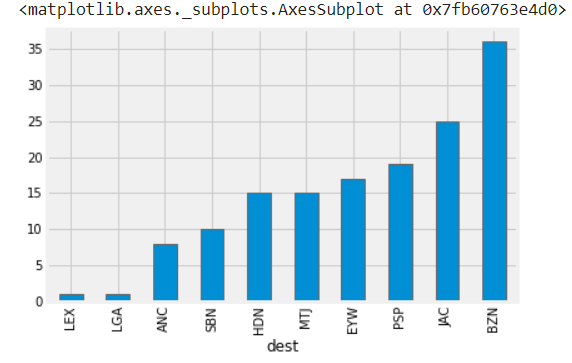 <matplotlib.axes._subplots.AxesSubplot at 0x7fb60763e4d0>
35
30
25
20
15
10
5
0
LEX LGA ANC SBN HDN MTJ EYW PSP JAC BZN
dest